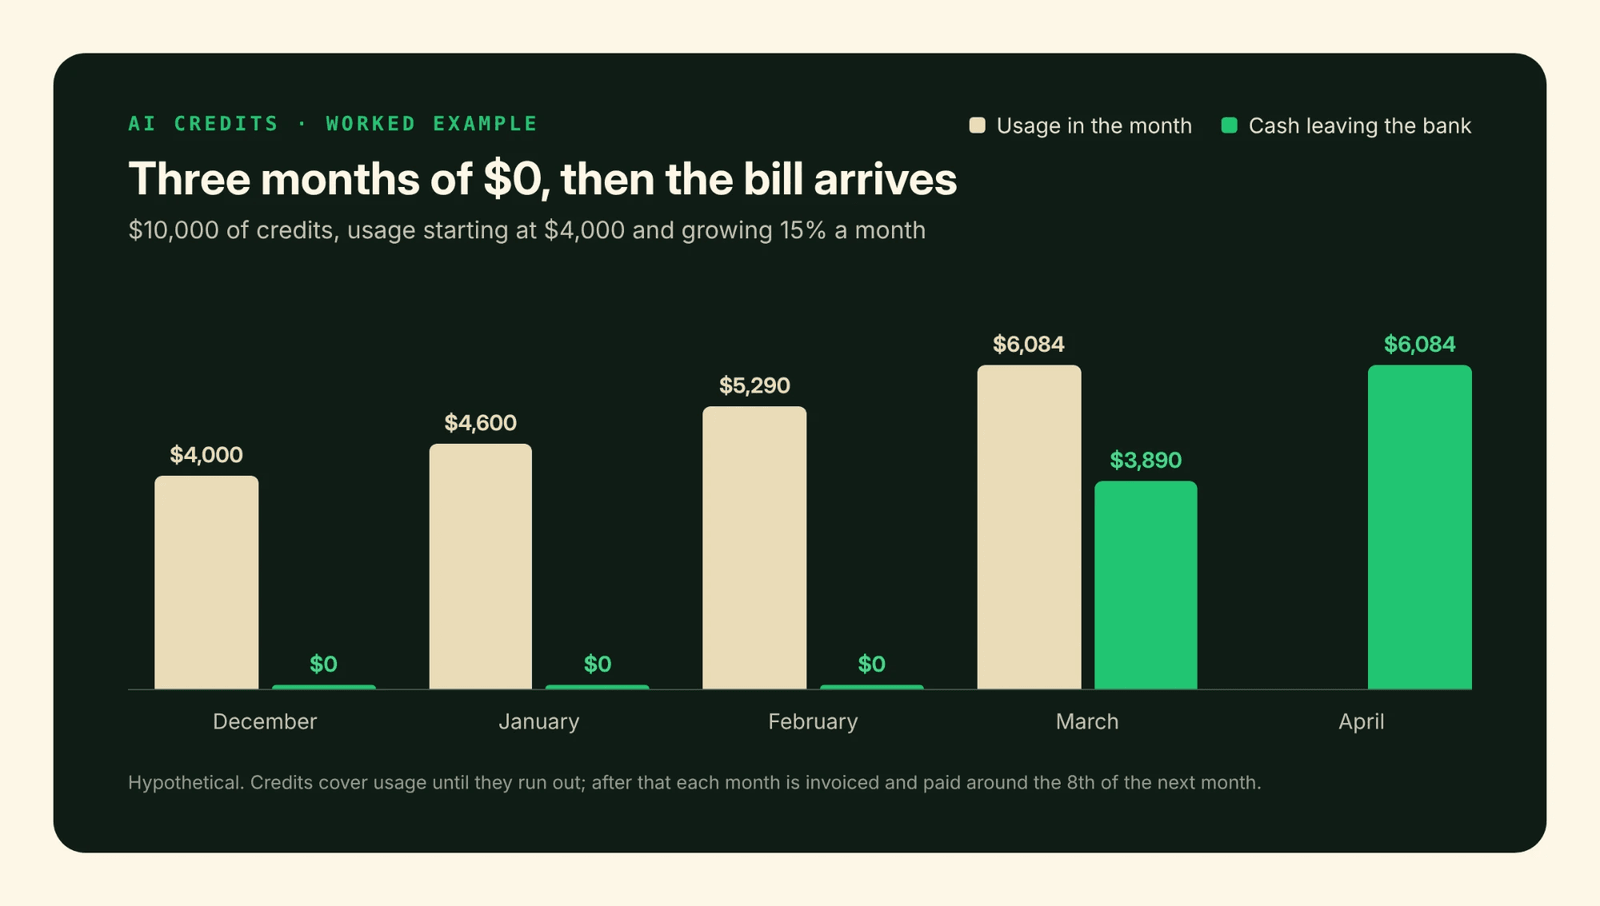 AI CREDITS · WORKED EXAMPLE
Usage in the month
Cash leaving the bank
Three months of $0, then the bill arrives
$10,000 of credits, usage starting at $4,000 and growing 15% a month
$4,000
$0
$4,600
$0
$5,290
$0
$6,084
$3,890
$6,084
December
January
February
March
April
Hypothetical. Credits cover usage until they run out; after that each month is invoiced and paid around the 8th of the next month.